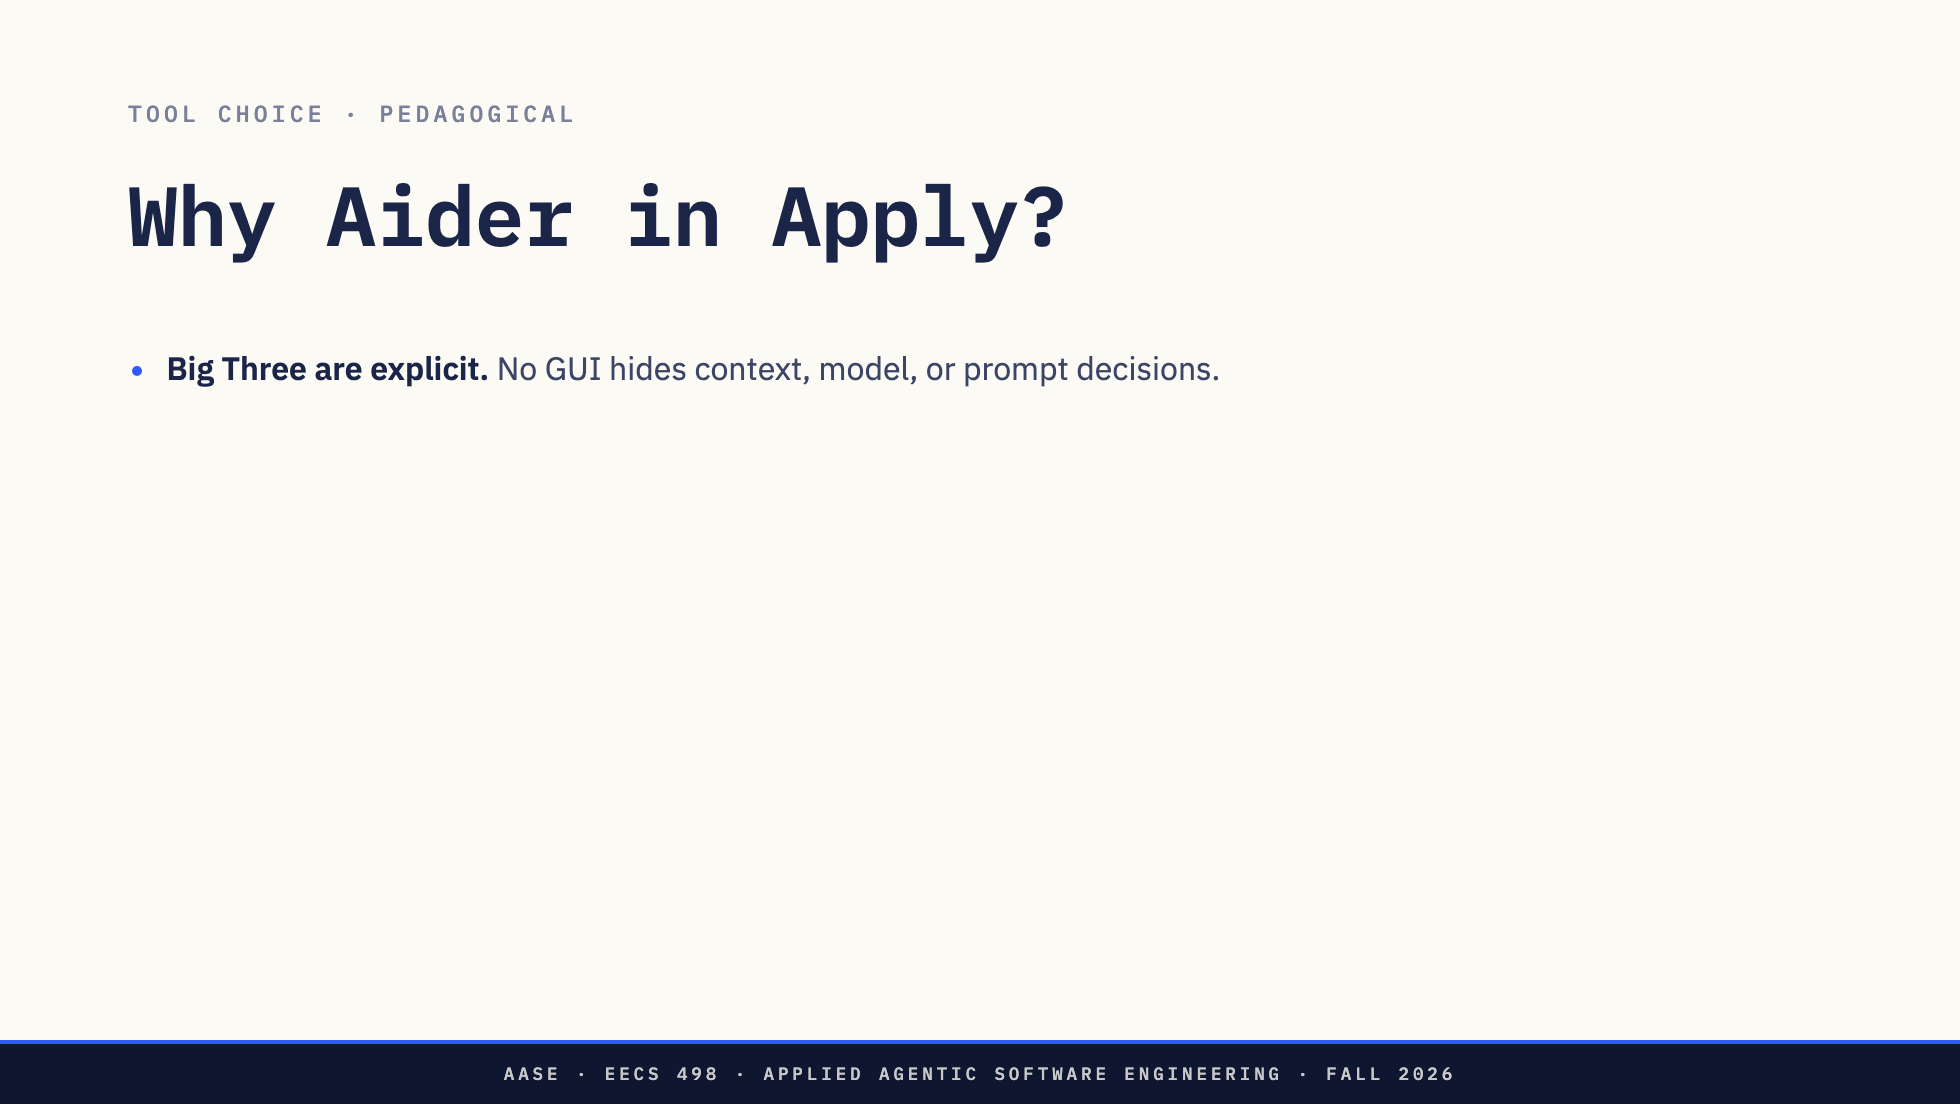 TOOL CHOICE · PEDAGOGICAL
Why Aider in Apply?
• Big Three are explicit. No GUI hides context, model, or prompt decisions.
AASE · EECS 498 · APPLIED AGENTIC SOFTWARE ENGINEERING · FALL 2026